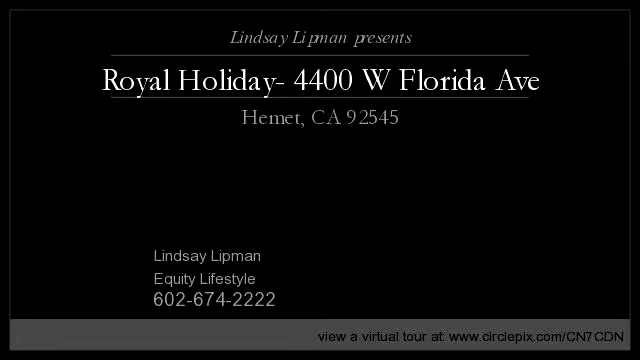 Lindsay Lipman presents
Royal Holiday- 4400 W Florida Ave
Hemet, CA 92545
Lindsay Lipman
Equity Lifestyle
602-674-2222
view a virtual tour at: www.circlepix.com/CN7CDN